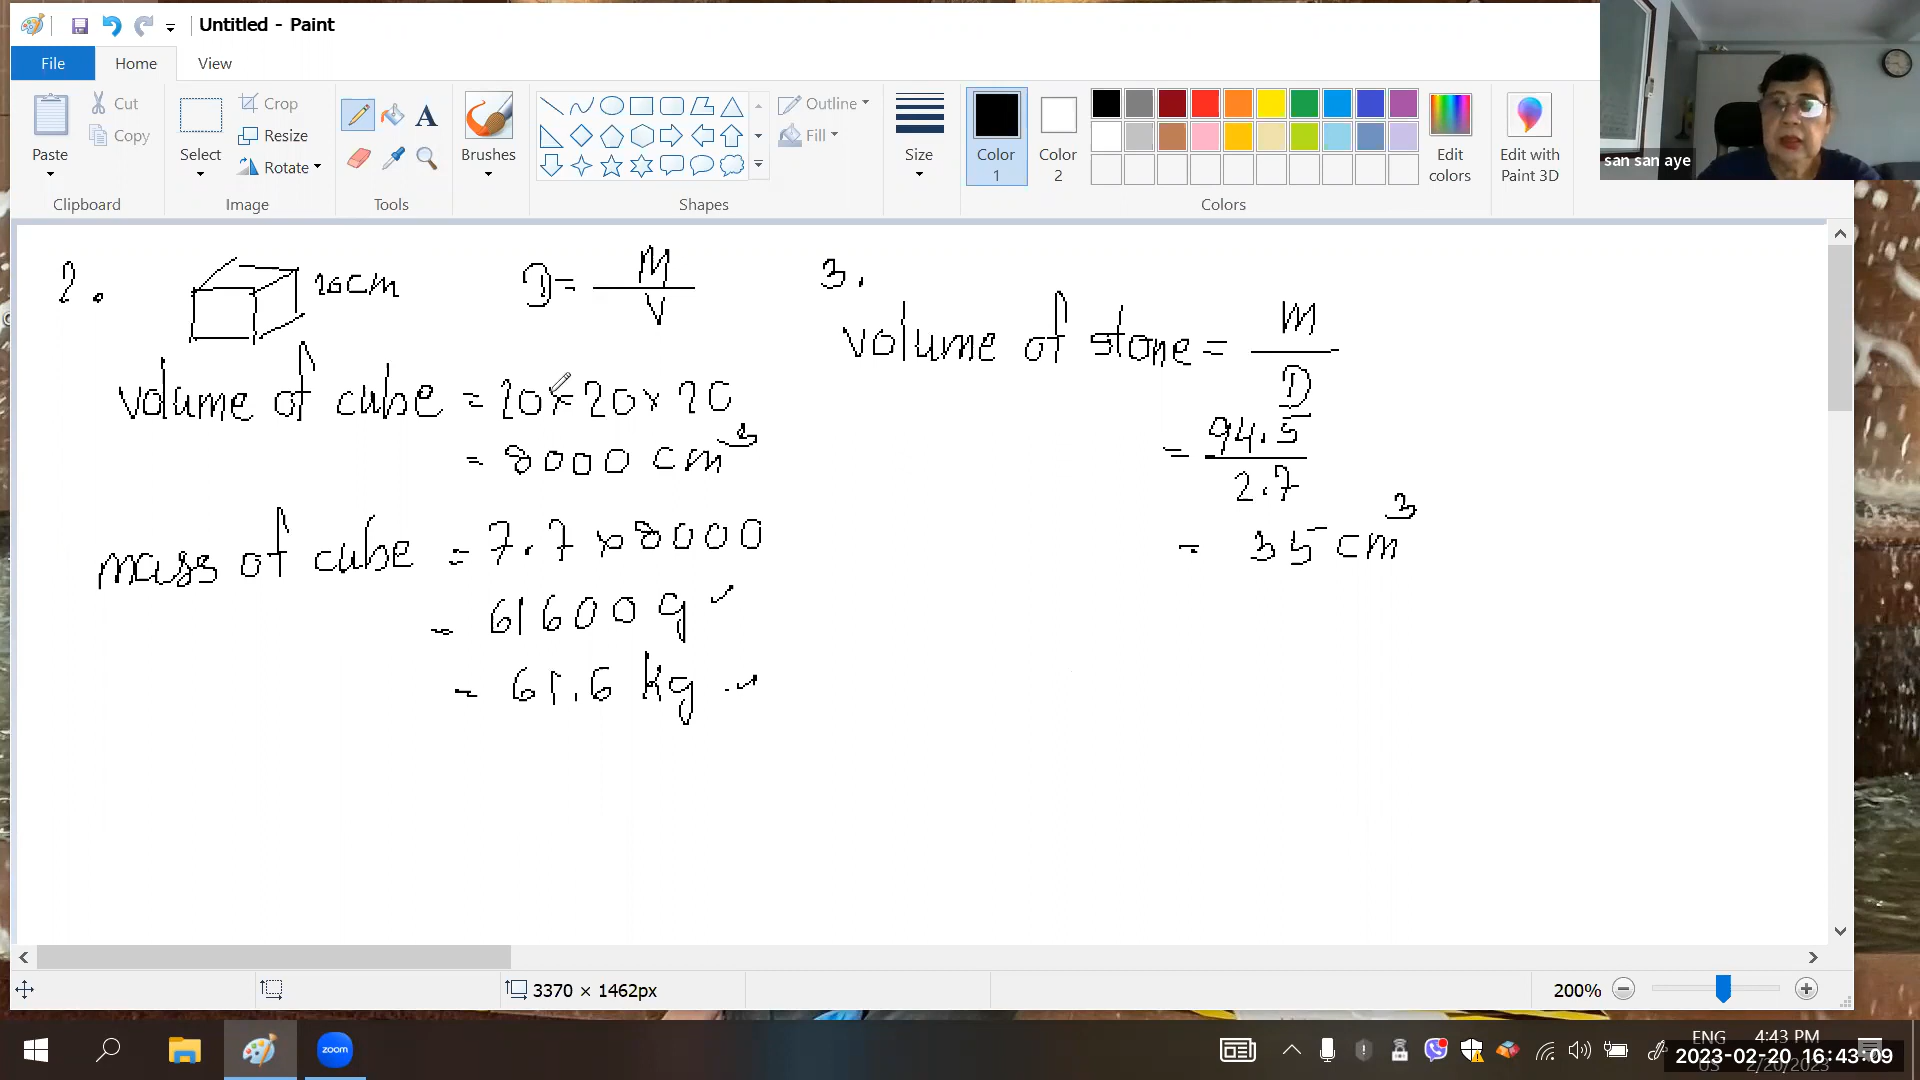 Untitled - Paint
File Home View
Cut
Copy
Paste
Clipboard
Select
Crop
Resize
Rotate
Image
Tools
Brushes
Outline
Fill
Shapes
Size
Color 1
Color 2
Edit colors
Edit with Paint 3D
Colors
san san aye
2.
20cm
D = M
V
volume of cube = 20 × 20 × 20
= 8000 cm³
mass of cube = 7.7 × 8000
= 61600 g
= 61.6 kg
3.
volume of stone = M
D
= 94.5
2.7
= 35 cm³
3370 × 1462px
200%
zoom
ENG
US
4:43 PM
2/20/2023
2023-02-20 16:43:09